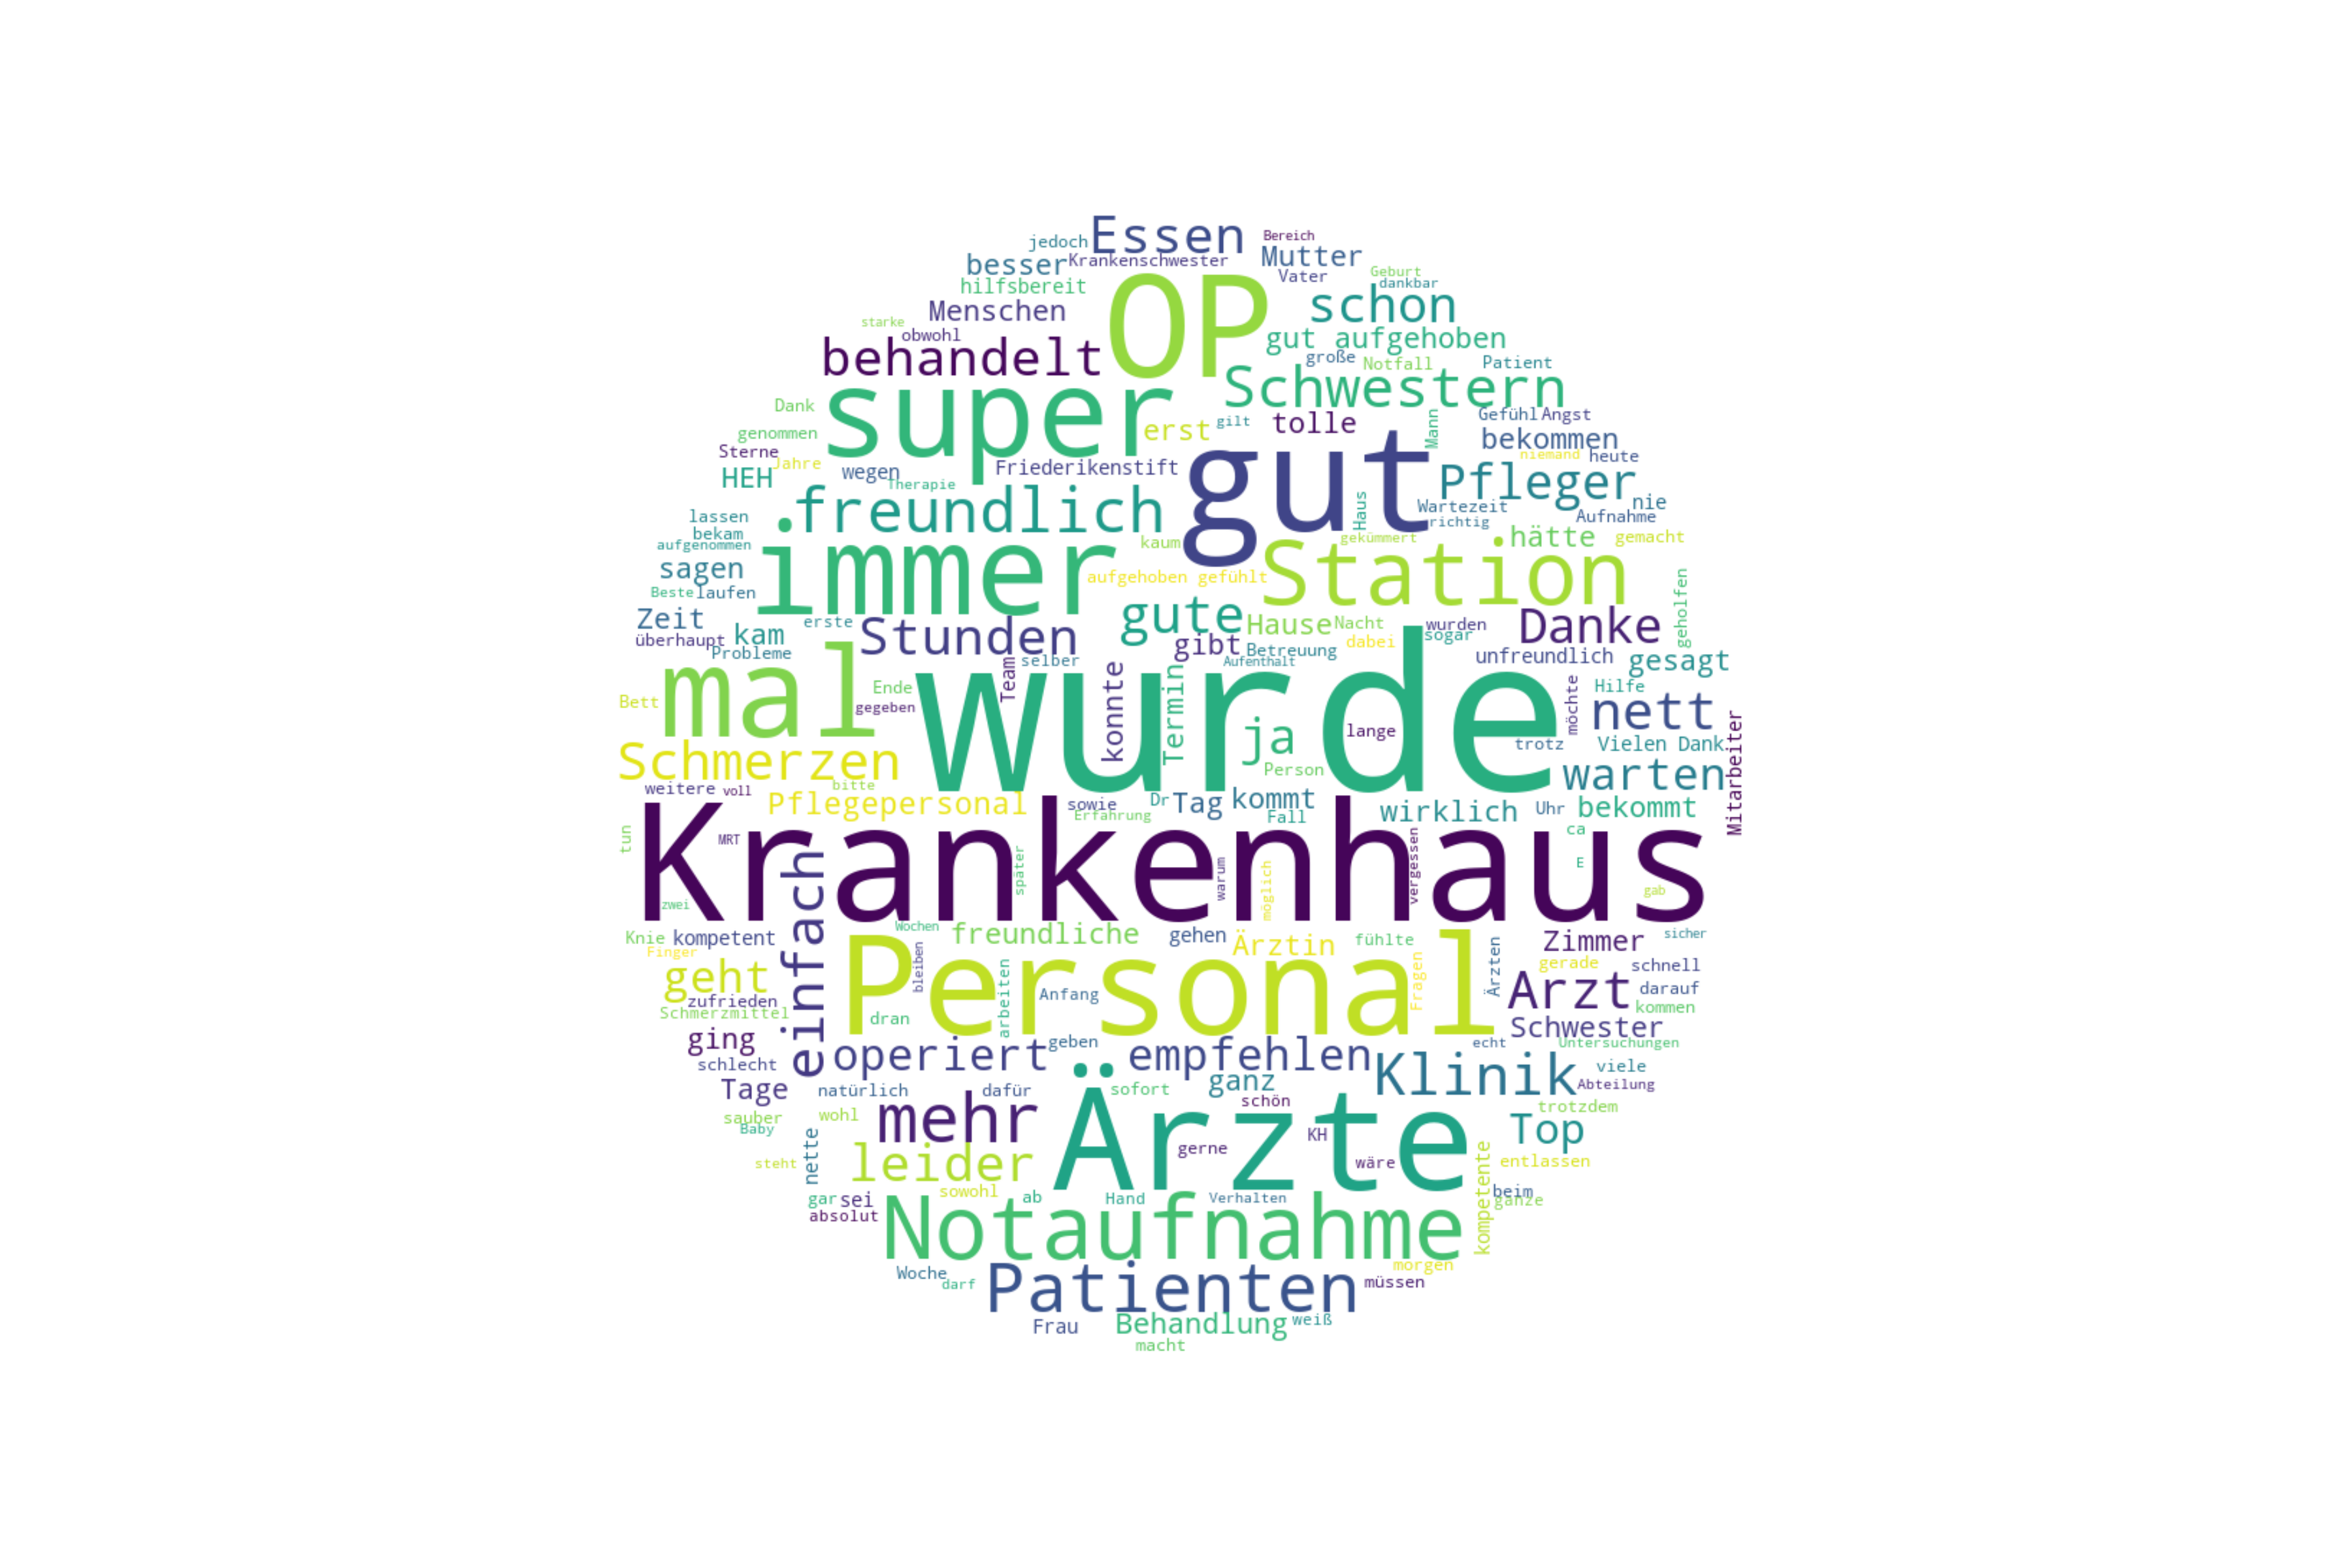 Essen
Bereich
jedoch
Mutter
besser
Krankenschwester
Vater
Geburt
hilfsbereit
dankbar
Menschen
OP
schon
starke
obwohl
gut aufgehoben
behandelt
große
Notfall
Patient
Schwestern
super
Dank
Gefühl
Angst
genommen
erst
gilt
tolle
Mann
bekommen
Sterne
Jahre
niemand
heute
HEH
wegen
Friederikenstift
gut
Pfleger
Therapie
nie
freundlich
Haus
Wartezeit
lassen
richtig
Aufnahme
bekam
aufgenommen
kaum
gekümmert
hätte
gemacht
immer
Station
sagen
aufgehoben gefühlt
Beste
laufen
geholfen
Zeit
erste
gute
Hause
Nacht
wurden
Danke
überhaupt
kam
Stunden
gibt
dabei
sogar
Probleme
selber
Betreuung
unfreundlich
gesagt
Team
Aufenthalt
mal
Ende
wurde
konnte
Termin
Hilfe
Bett
gegeben
möchte
nett
ja
lange
Mitarbeiter
Schmerzen
trotz
Vielen Dank
Person
warten
weitere
voll
bitte
Pflegepersonal
sowie
Dr
Tag
kommt
wirklich
Uhr
bekommt
Erfahrung
Fall
tun
MRT
Krankenhaus
ca
E
später
warum
möglich
vergessen
einfach
gab
zwei
Knie
kompetent
Wochen
freundliche
gehen
Ärztin
fühlte
Zimmer
sicher
Finger
Personal
bleiben
Ärzten
geht
arbeiten
Anfang
Fragen
gerade
schnell
zufrieden
Arzt
darauf
Schmerzmittel
dran
kommen
ging
Schwester
operiert
geben
empfehlen
echt
Untersuchungen
schlecht
Klinik
viele
Tage
natürlich
dafür
sofort
ganz
Abteilung
schön
sauber
wohl
mehr
Ärzte
trotzdem
Baby
KH
Top
nette
gerne
steht
leider
wäre
entlassen
kompetente
gar
sei
sowohl
ab
Hand
Verhalten
beim
ganze
absolut
Notaufnahme
Woche
darf
Patienten
morgen
müssen
Frau
Behandlung
weiß
macht